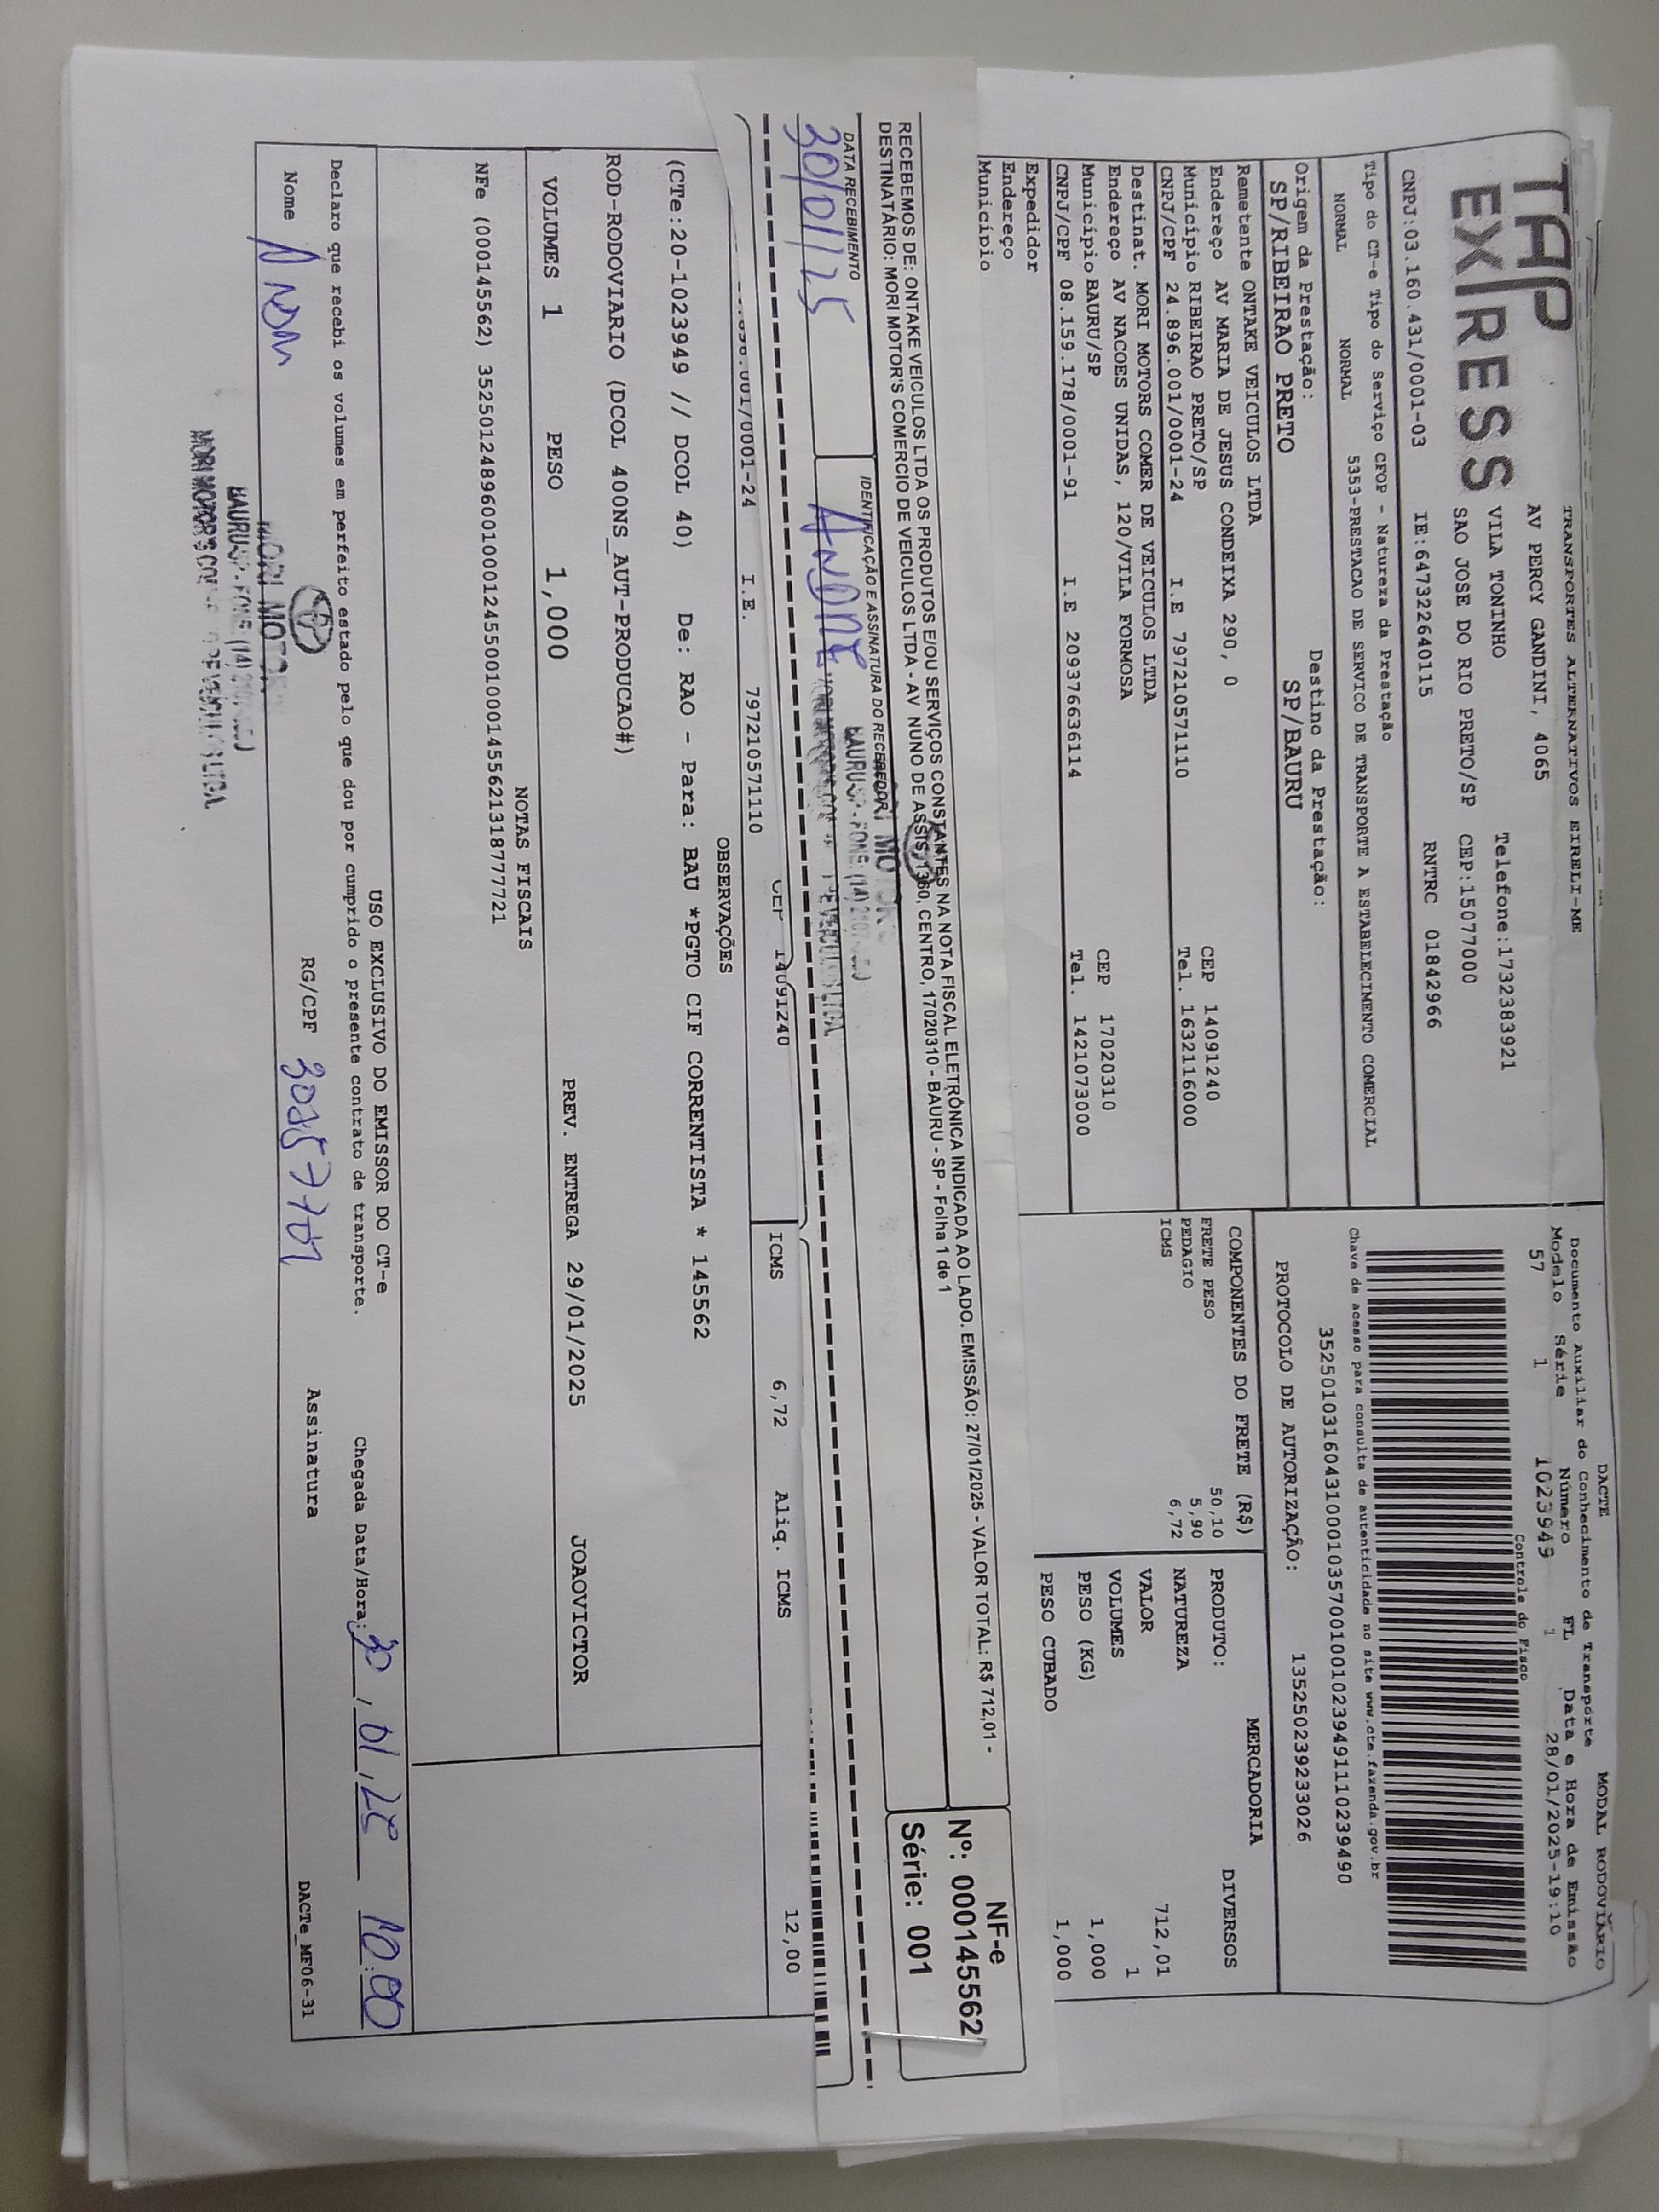 TRANSPORTES ALTERNATIVOS EIRELI-ME
TAP EXPRESS
AV PERCY GANDINI, 4065
VILA TONINHO Telefone:1732383921
SAO JOSE DO RIO PRETO/SP CEP:15077000
CNPJ:03.160.431/0001-03 IE:647322640115 RNTRC 01842966
Tipo do CT-e Tipo do Serviço CFOP - Natureza da Prestação
NORMAL NORMAL 5353-PRESTACAO DE SERVICO DE TRANSPORTE A ESTABELECIMENTO COMERCIAL
Origem da Prestação: Destino da Prestação:
SP/RIBEIRAO PRETO SP/BAURU
Remetente ONTAKE VEICULOS LTDA
Endereço AV MARIA DE JESUS CONDEIXA 290, 0 CEP 14091240
Município RIBEIRAO PRETO/SP Tel. 1632116000
CNPJ/CPF 24.896.001/0001-24 I.E 797210571110
Destinat. MORI MOTORS COMER DE VEICULOS LTDA
Endereço AV NACOES UNIDAS, 120/VILA FORMOSA CEP 17020310
Município BAURU/SP Tel. 1421073000
CNPJ/CPF 08.159.178/0001-91 I.E 209376636114
Expedidor
Endereço
Município
DACTE MODAL RODOVIÁRIO
Documento Auxiliar do Conhecimento de Transporte
Modelo Série Número FL Data e Hora de Emissão
57 1 1023949 1 28/01/2025-19:10
Controle do Fisco
Chave de acesso para consulta de autenticidade no site www.cte.fazenda.gov.br
35250103160431000103570010010239491110239490
PROTOCOLO DE AUTORIZAÇÃO: 135250239233026
COMPONENTES DO FRETE (R$)
FRETE PESO 50,10
PEDAGIO 5,90
ICMS 6,72
MERCADORIA
PRODUTO: DIVERSOS
NATUREZA
VALOR 712,01
VOLUMES 1
PESO (KG) 1,000
PESO CUBADO 1,000
RECEBEMOS DE: ONTAKE VEICULOS LTDA OS PRODUTOS E/OU SERVIÇOS CONSTANTES NA NOTA FISCAL ELETRÔNICA INDICADA AO LADO. EMISSÃO: 27/01/2025 - VALOR TOTAL: R$ 712,01 -
DESTINATÁRIO: MORI MOTOR'S COMERCIO DE VEICULOS LTDA - AV NUNO DE ASSIS, 1360, CENTRO, 17020310 - BAURU - SP - Folha 1 de 1
DATA RECEBIMENTO IDENTIFICAÇÃO E ASSINATURA DO RECEBEDOR
30/01/25
NF-e
Nº: 000145562
Série: 001
001/0001-24 I.E. 797210571110 CEP 14091240
ICMS 6,72 Aliq. ICMS 12,00
OBSERVAÇÕES
(CTe:20-1023949 // DCOL 40) De: RAO - Para: BAU *PGTO CIF CORRENTISTA * 145562
ROD-RODOVIARIO (DCOL 400NS_AUT-PRODUCAO#)
VOLUMES 1 PESO 1,000 PREV. ENTREGA 29/01/2025 JOAOVICTOR
NOTAS FISCAIS
NFe (000145562) 35250124896001000124550010001455621318777721
USO EXCLUSIVO DO EMISSOR DO CT-e
Declaro que recebi os volumes em perfeito estado pelo que dou por cumprido o presente contrato de transporte. Chegada Data/Hora: 30, 01, 25 10:00
Nome RG/CPF Assinatura DACTe_MF06-31
MORI MOTOR
BAURU-SP - FONE: (14)